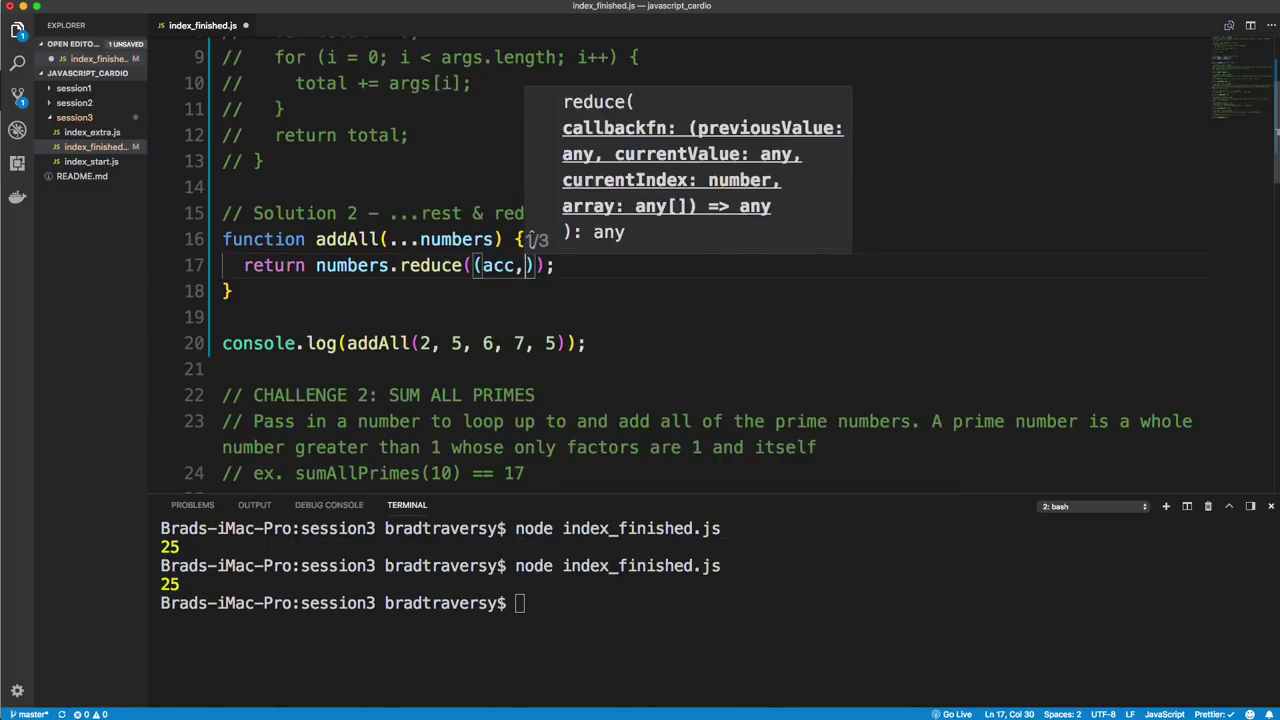 index_finished.js — javascript_cardio
EXPLORER
index_finished.js
OPEN EDITO... 1 UNSAVED
index_finishe... M
JAVASCRIPT_CARDIO
session1
session2
session3
index_extra.js
index_finished... M
index_start.js
README.md
1
1
9 //   for (i = 0; i < args.length; i++) {
10 //     total += args[i];
11 //   }
12 //   return total;
13 // }
14
15 // Solution 2 - ...rest & red
16 function addAll(...numbers) {
17   return numbers.reduce((acc,));
18 }
19
20 console.log(addAll(2, 5, 6, 7, 5));
21
22 // CHALLENGE 2: SUM ALL PRIMES
23 // Pass in a number to loop up to and add all of the prime numbers. A prime number is a whole
number greater than 1 whose only factors are 1 and itself
24 // ex. sumAllPrimes(10) == 17
1/3
reduce(
callbackfn: (previousValue:
any, currentValue: any,
currentIndex: number,
array: any[]) => any
): any
PROBLEMS OUTPUT DEBUG CONSOLE TERMINAL 2: bash
Brads-iMac-Pro:session3 bradtraversy$ node index_finished.js
25
Brads-iMac-Pro:session3 bradtraversy$ node index_finished.js
25
Brads-iMac-Pro:session3 bradtraversy$
master* 0 0 Go Live Ln 17, Col 30 Spaces: 2 UTF-8 LF JavaScript Prettier: ✓